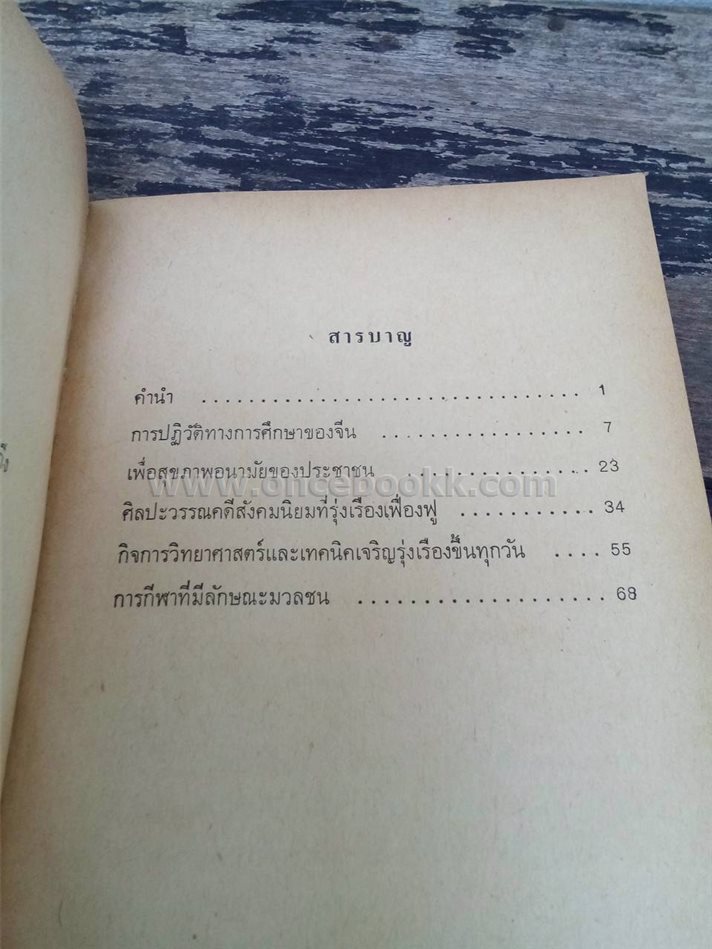 สารบาญ
คำนำ ................................ 1
การปฏิวัติทางการศึกษาของจีน .................. 7
เพื่อสุขภาพอนามัยของประชาชน ................ 23
www.oncebookk.com
ศิลปะวรรณคดีสังคมนิยมที่รุ่งเรืองเฟื่องฟู ............ 34
กิจการวิทยาศาสตร์และเทคนิคเจริญรุ่งเรืองขึ้นทุกวัน .... 55
การกีฬาที่มีลักษณะมวลชน ..................... 68